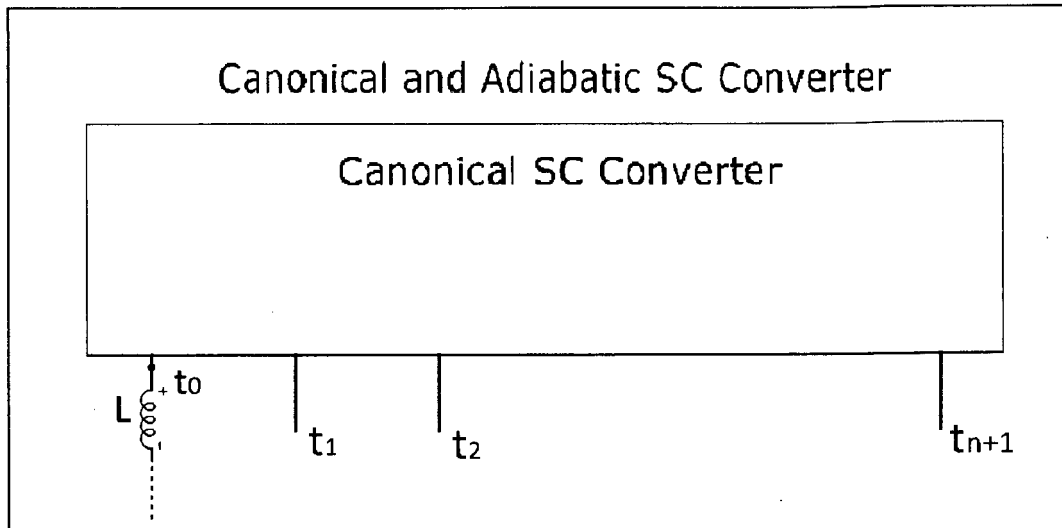 Canonical and Adiabatic SC Converter
Canonical SC Converter
L
+
t0
t1
t2
tn+1